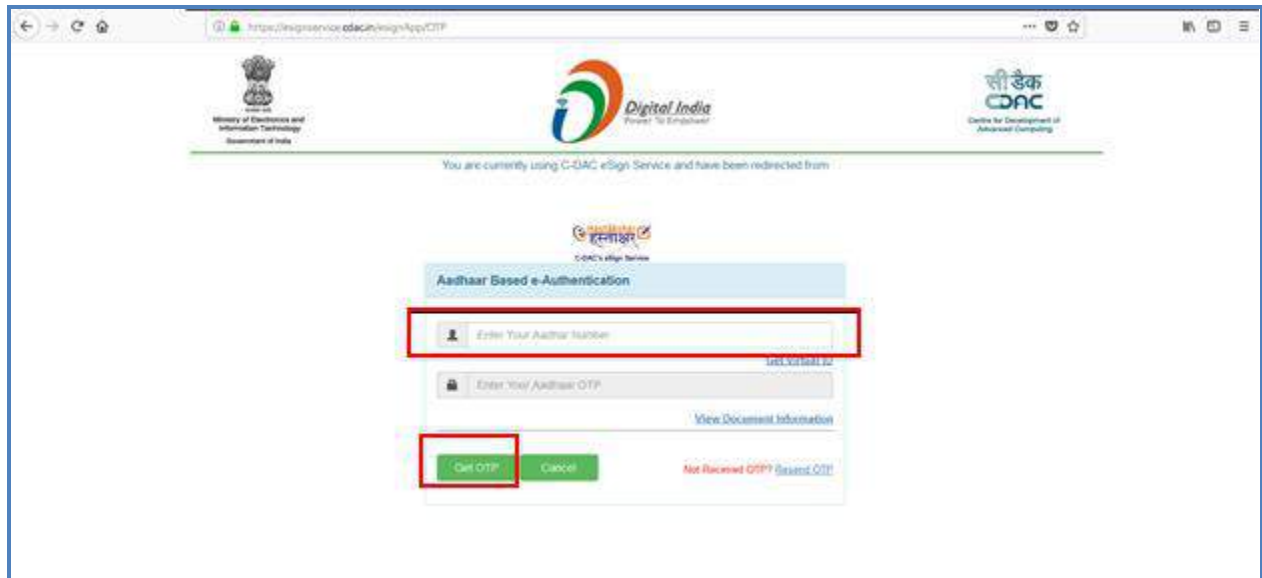 https://esignservice.cdac.in/esignApp/OTP
Ministry of Electronics and
Information Technology
Government of India
Digital India
Power To Empower
सी डैक
CDAC
Centre for Development of
Advanced Computing
You are currently using C-DAC eSign Service and have been redirected from
हस्ताक्षर
C-DAC's eSign Service
Aadhaar Based e-Authentication
Enter Your Aadhar Number
Get Virtual ID
Enter Your Aadhaar OTP
View Document Information
Get OTP Cancel Not Received OTP? Resend OTP